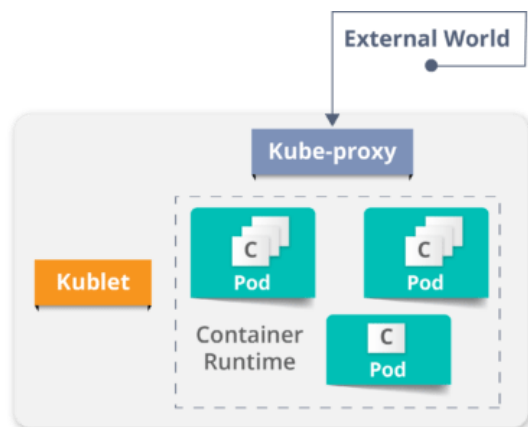 External World
Kube-proxy
C
Pod
C
Pod
Kublet
Container
Runtime
C
Pod